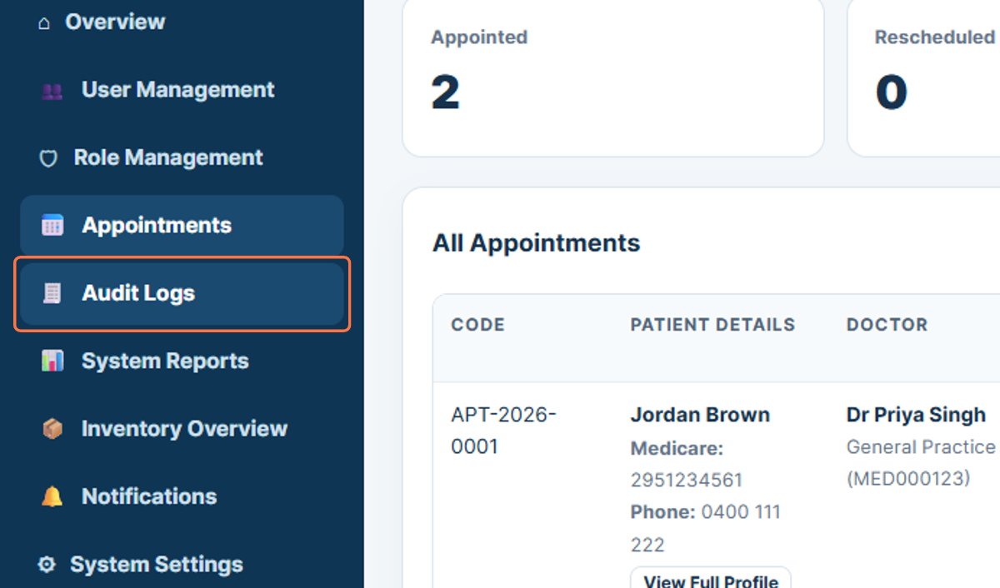 Overview
User Management
Role Management
Appointments
Audit Logs
System Reports
Inventory Overview
Notifications
System Settings
Appointed
2
Rescheduled
0
All Appointments
CODE
PATIENT DETAILS
DOCTOR
APT-2026-
0001
Jordan Brown
Medicare:
2951234561
Phone: 0400 111
222
View Full Profile
Dr Priya Singh
General Practice
(MED000123)